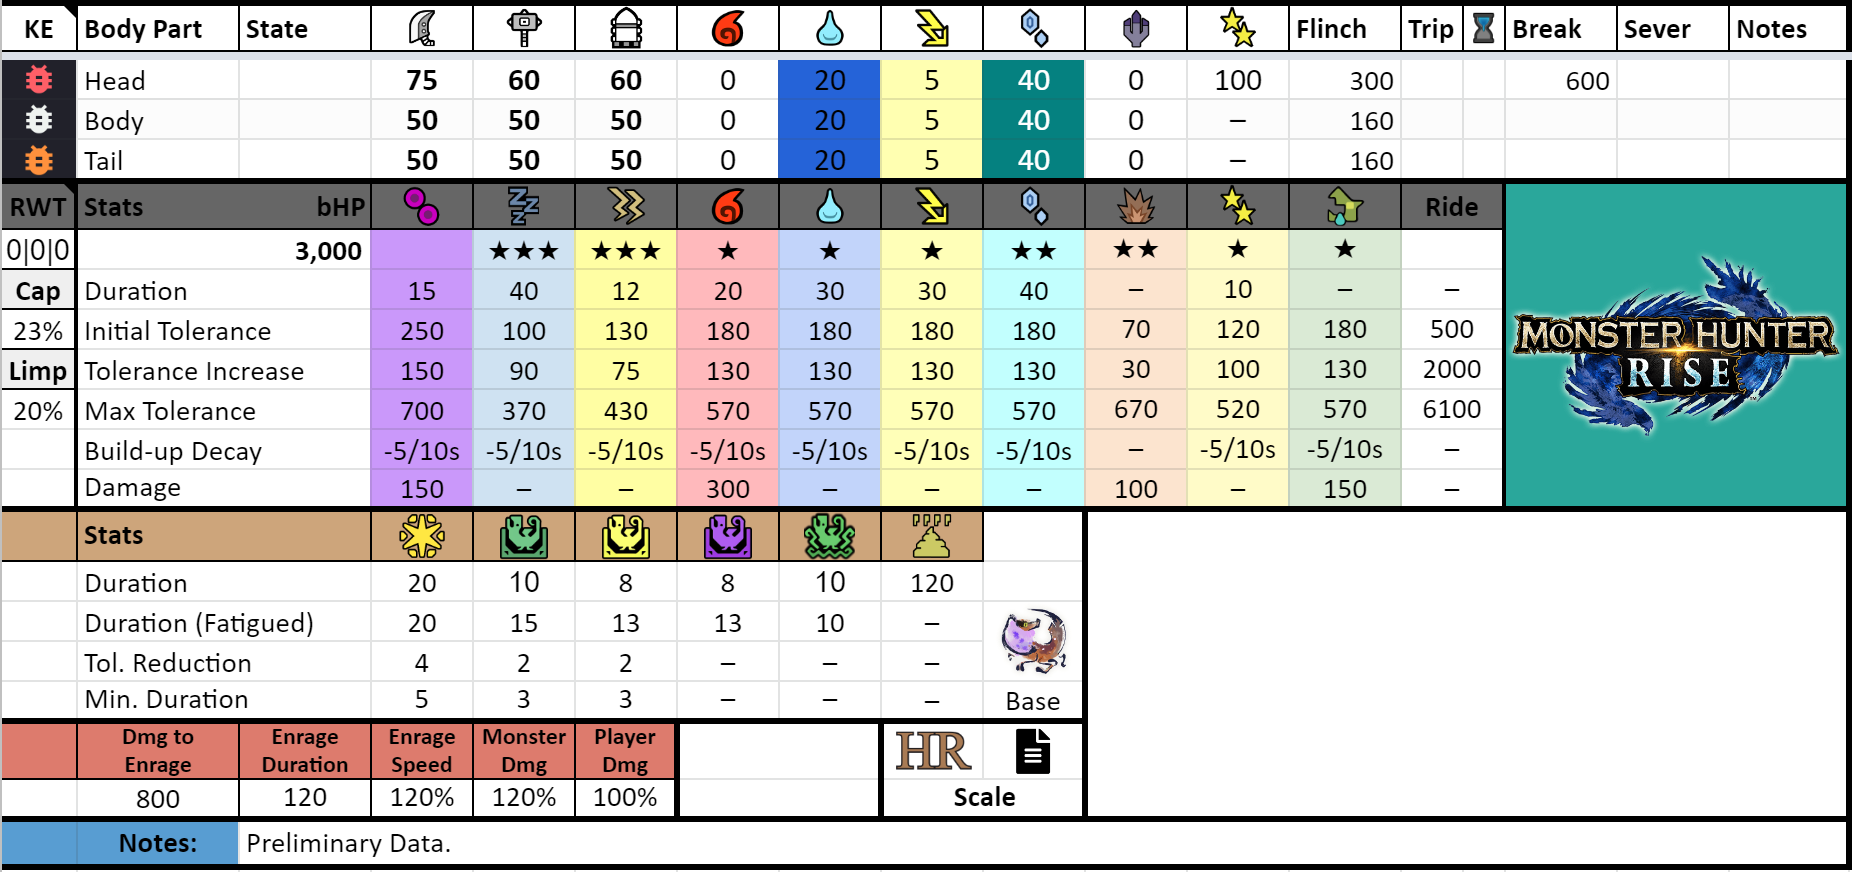 KE Body Part State Flinch Trip Break Sever Notes
Head 75 60 60 0 20 5 40 0 100 300 600
Body 50 50 50 0 20 5 40 0 – 160
Tail 50 50 50 0 20 5 40 0 – 160
RWT Stats bHP Ride
0|0|0 3,000 ★★★ ★★★ ★ ★ ★ ★★ ★★ ★ ★
Cap Duration 15 40 12 20 30 30 40 – 10 – –
23% Initial Tolerance 250 100 130 180 180 180 180 70 120 180 500
Limp Tolerance Increase 150 90 75 130 130 130 130 30 100 130 2000
20% Max Tolerance 700 370 430 570 570 570 570 670 520 570 6100
Build-up Decay -5/10s -5/10s -5/10s -5/10s -5/10s -5/10s -5/10s – -5/10s -5/10s –
Damage 150 – – 300 – – – 100 – 150 –
MONSTER HUNTER
RISE
Stats
Duration 20 10 8 8 10 120
Duration (Fatigued) 20 15 13 13 10 –
Tol. Reduction 4 2 2 – – –
Min. Duration 5 3 3 – – – Base
Dmg to Enrage Enrage Monster Player
Enrage Duration Speed Dmg Dmg
HR
800 120 120% 120% 100% Scale
Notes: Preliminary Data.